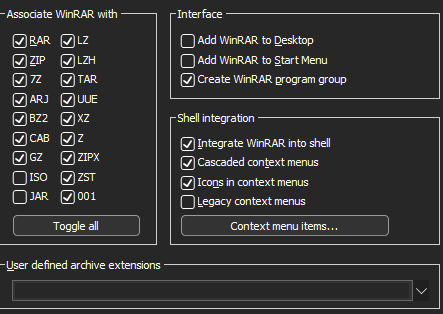 Associate WinRAR with
RAR
LZ
ZIP
LZH
7Z
TAR
ARJ
UUE
BZ2
XZ
CAB
Z
GZ
ZIPX
ISO
ZST
JAR
001
Toggle all
Interface
Add WinRAR to Desktop
Add WinRAR to Start Menu
Create WinRAR program group
Shell integration
Integrate WinRAR into shell
Cascaded context menus
Icons in context menus
Legacy context menus
Context menu items...
User defined archive extensions